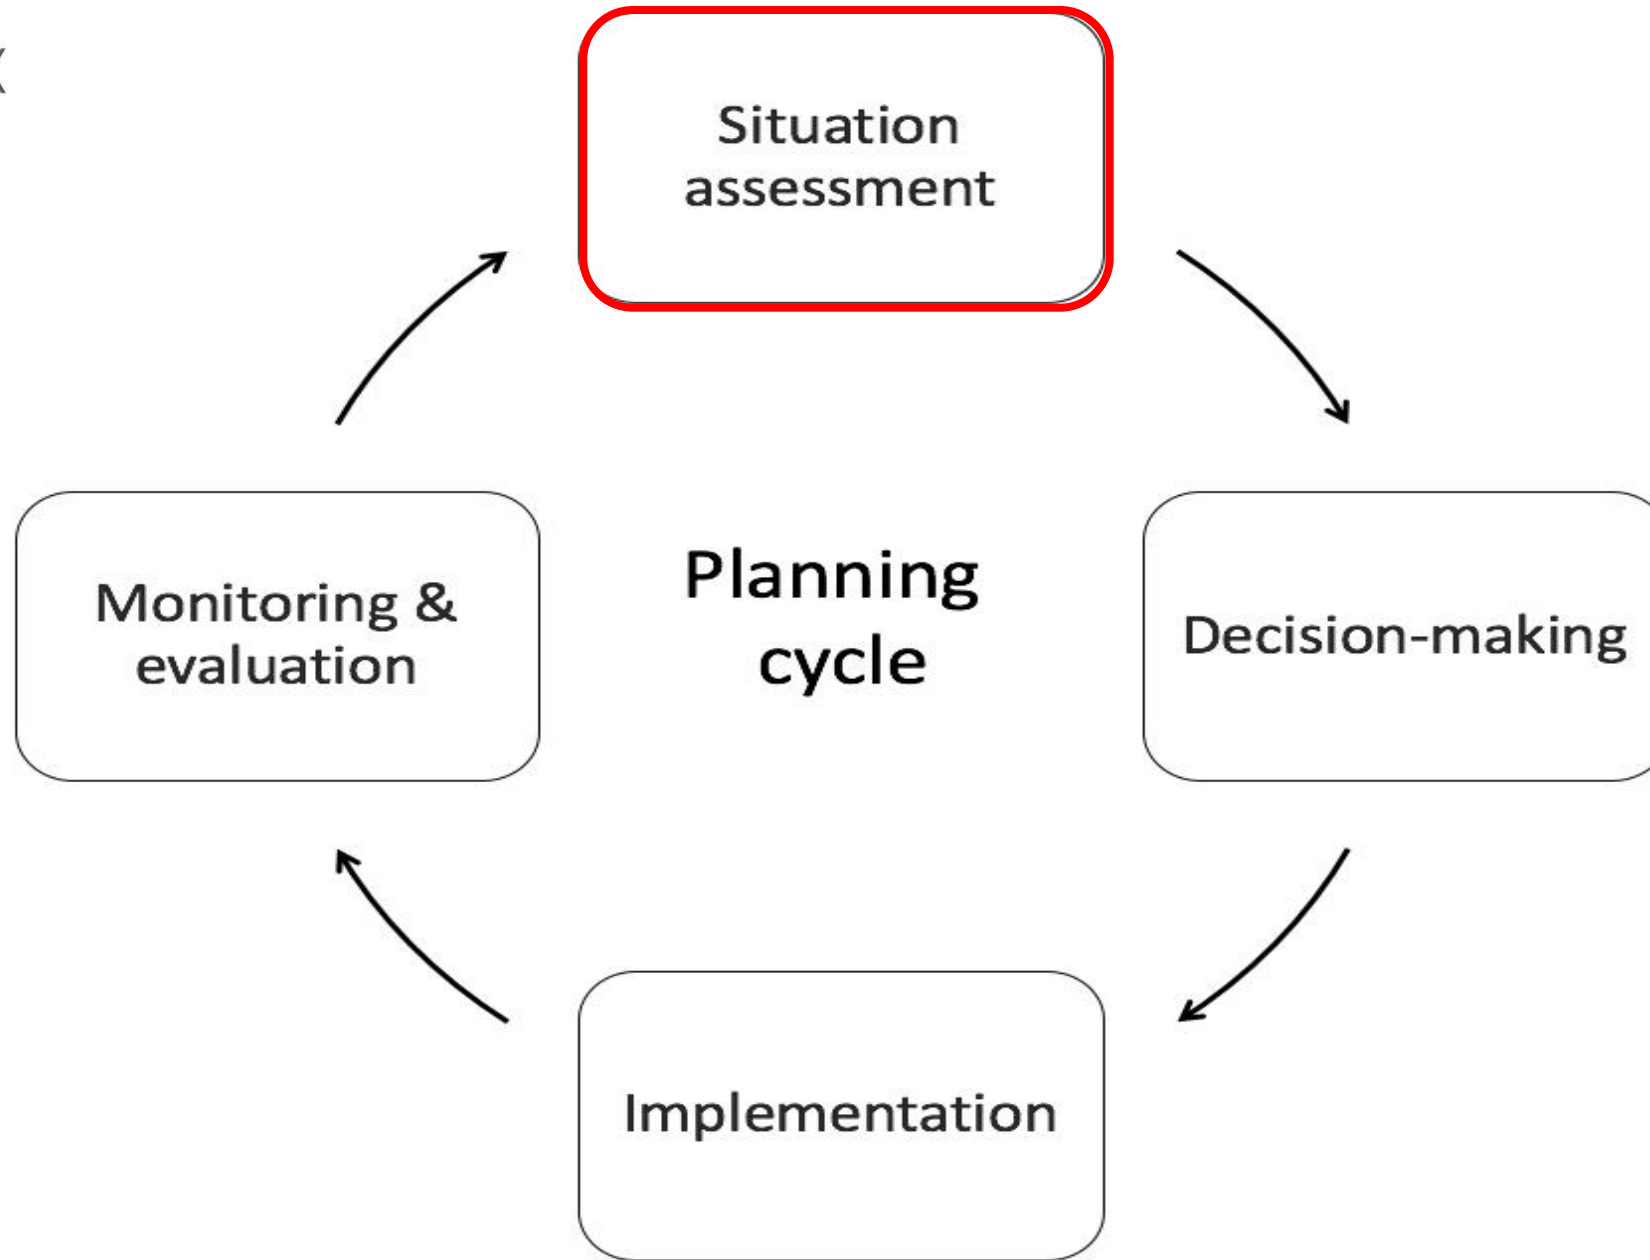 Situation
assessment
Monitoring &
evaluation
Planning
cycle
Decision-making
Implementation